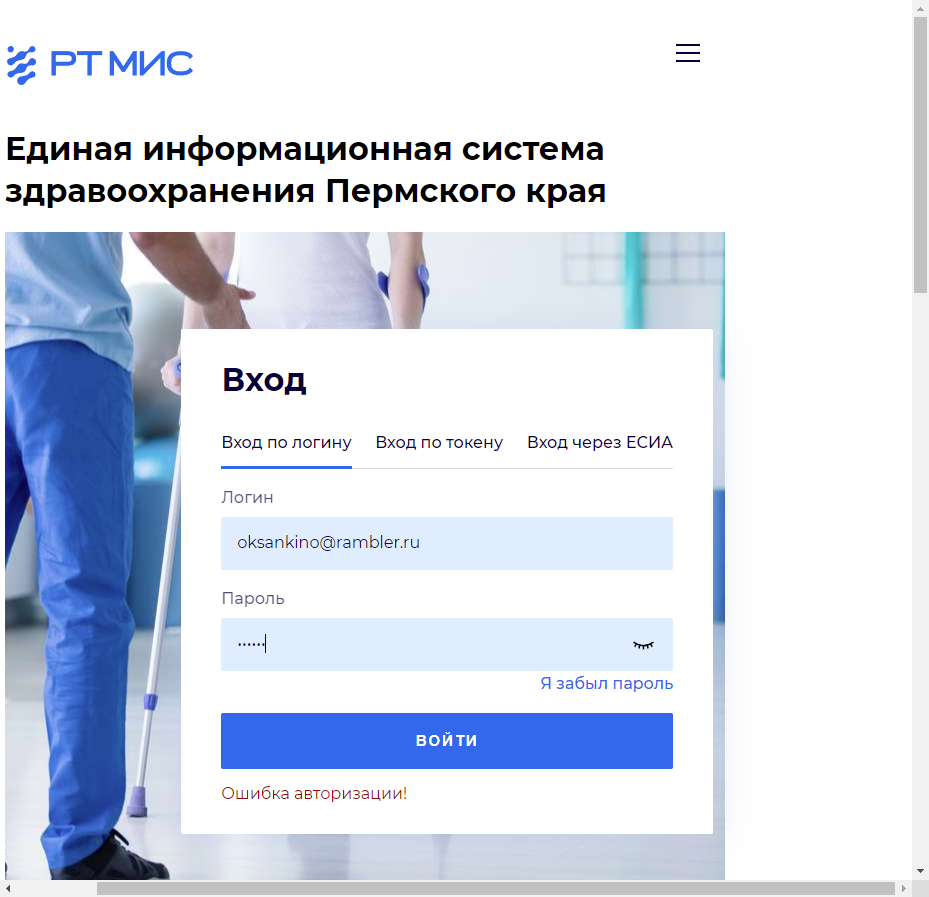 РТ МИС
Единая информационная система
здравоохранения Пермского края
Вход
Вход по логину Вход по токену Вход через ЕСИА
Логин
oksankino@rambler.ru
Пароль
••••••
Я забыл пароль
ВОЙТИ
Ошибка авторизации!